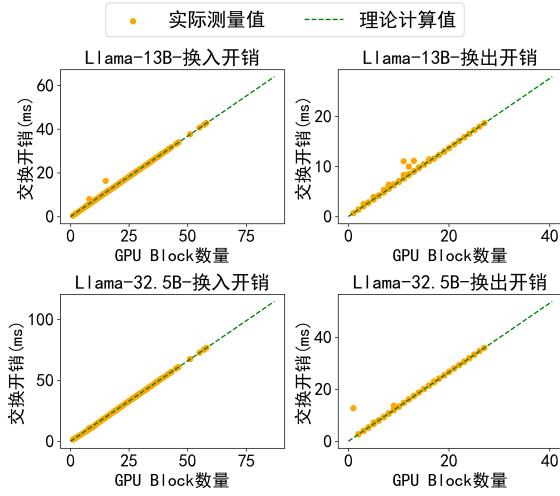 实际测量值 理论计算值
Llama-13B-换入开销 Llama-13B-换出开销
交换开销(ms)
60
40
20
0
0 25 50 75
GPU Block数量
交换开销(ms)
20
10
0
0 20 40
GPU Block数量
Llama-32.5B-换入开销 Llama-32.5B-换出开销
交换开销(ms)
100
50
0
0 25 50 75
GPU Block数量
交换开销(ms)
40
20
0
0 20 40
GPU Block数量